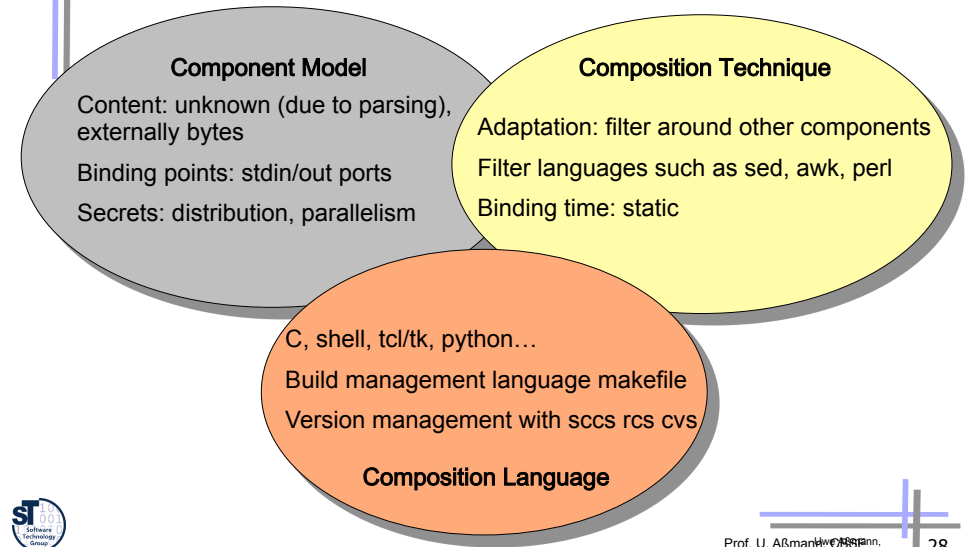 Component Model
Content: unknown (due to parsing),
externally bytes
Binding points: stdin/out ports
Secrets: distribution, parallelism
Composition Technique
Adaptation: filter around other components
Filter languages such as sed, awk, perl
Binding time: static
C, shell, tcl/tk, python…
Build management language makefile
Version management with sccs rcs cvs
Composition Language
ST
Software
Technology
Group
Prof. U. Aßmann,
28